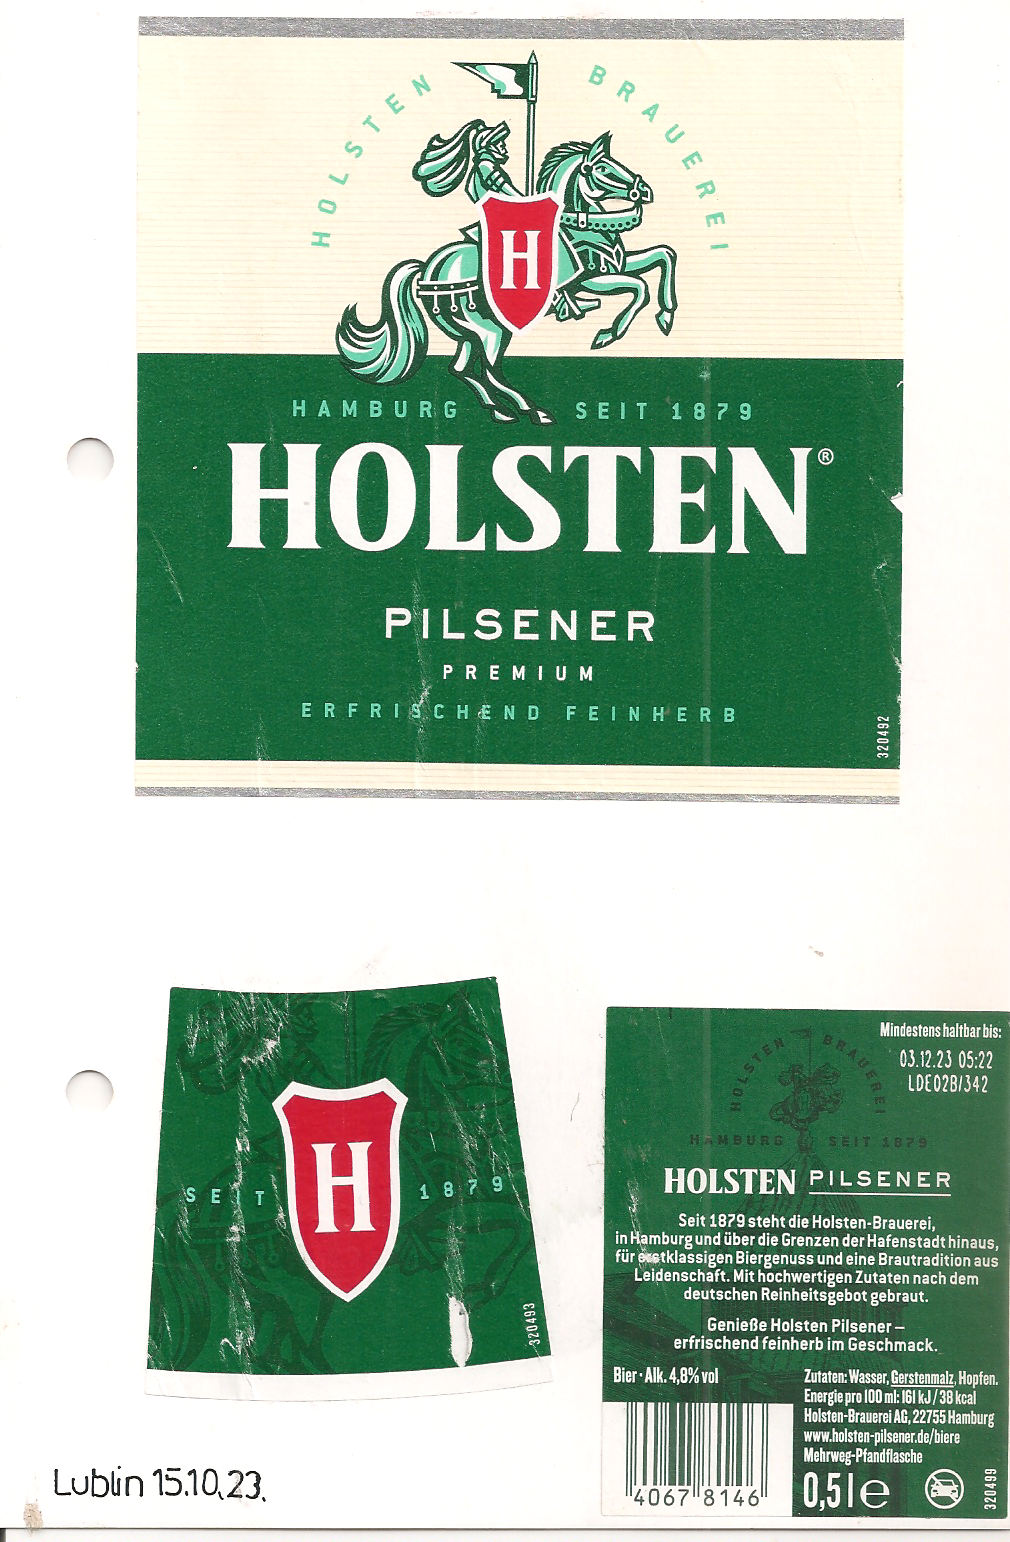 HOLSTEN BRAUEREI
H
HAMBURG SEIT 1879
HOLSTEN®
PILSENER
PREMIUM
ERFRISCHEND FEINHERB
320492
SEIT H 1879
320493
Mindestens haltbar bis:
03.12.23 05:22
LDE02B/342
HOLSTEN BRAUEREI
HAMBURG SEIT 1879
HOLSTEN PILSENER
Seit 1879 steht die Holsten-Brauerei,
in Hamburg und über die Grenzen der Hafenstadt hinaus,
für erstklassigen Biergenuss und eine Brautradition aus
Leidenschaft. Mit hochwertigen Zutaten nach dem
deutschen Reinheitsgebot gebraut.
Genieße Holsten Pilsener –
erfrischend feinherb im Geschmack.
Bier · Alk. 4,8% vol
Zutaten: Wasser, Gerstenmalz, Hopfen.
Energie pro 100 ml: 161 kJ / 38 kcal
Holsten-Brauerei AG, 22755 Hamburg
www.holsten-pilsener.de/biere
Mehrweg-Pfandflasche
4067 8146
0,5 l e
320499
Lublin 15.10.23.